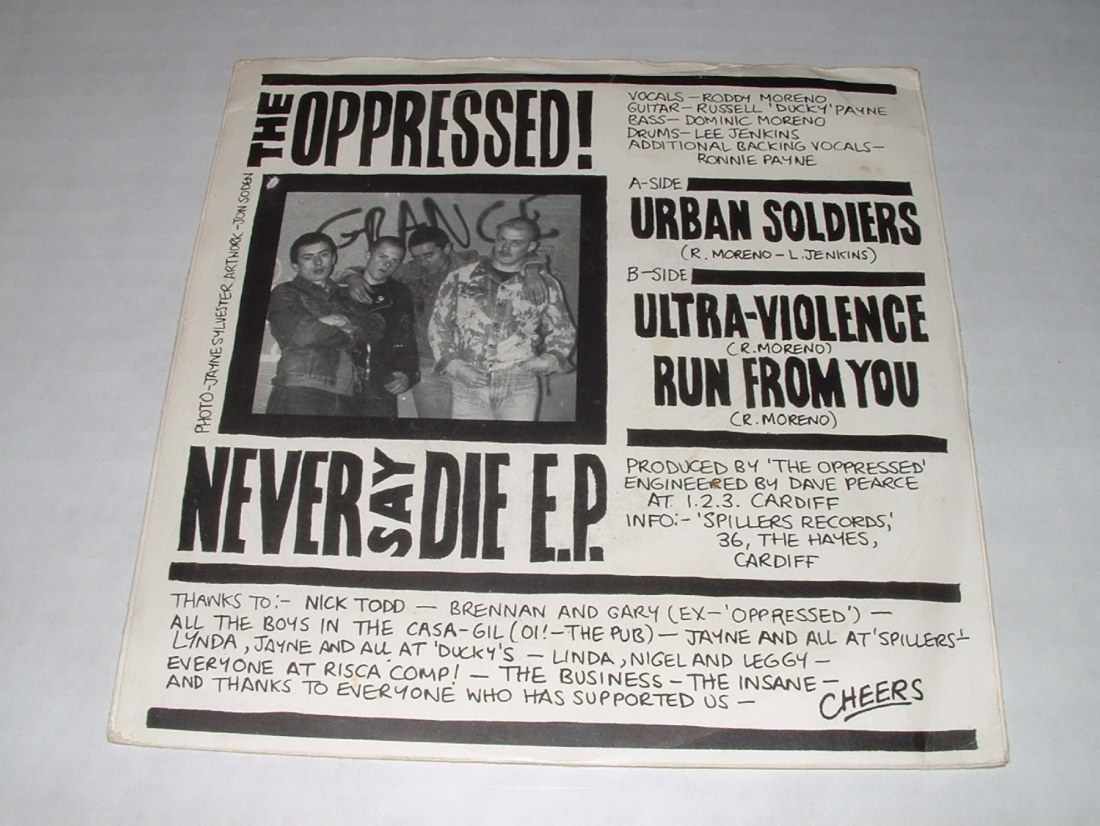 THE OPPRESSED!
PHOTO-JAYNE SYLVESTER ARTWORK-JON SODEN
GRANGE
NEVER SAY DIE E.P.
VOCALS-RODDY MORENO
GUITAR-RUSSELL 'DUCKY' PAYNE
BASS-DOMINIC MORENO
DRUMS-LEE JENKINS
ADDITIONAL BACKING VOCALS-
RONNIE PAYNE
A-SIDE
URBAN SOLDIERS
(R. MORENO-L. JENKINS)
B-SIDE
ULTRA-VIOLENCE
(R. MORENO)
RUN FROM YOU
(R. MORENO)
PRODUCED BY 'THE OPPRESSED'
ENGINEERED BY DAVE PEARCE
AT 1.2.3. CARDIFF
INFO:-'SPILLERS RECORDS,'
36, THE HAYES,
CARDIFF
THANKS TO:- NICK TODD - BRENNAN AND GARY (EX-'OPPRESSED') -
ALL THE BOYS IN THE CASA-GIL (OI!-THE PUB) - JAYNE AND ALL AT 'SPILLERS'-
LYNDA, JAYNE AND ALL AT 'DUCKY'S - LINDA, NIGEL AND LEGGY -
EVERYONE AT RISCA COMP! - THE BUSINESS - THE INSANE -
AND THANKS TO EVERYONE WHO HAS SUPPORTED US -
CHEERS